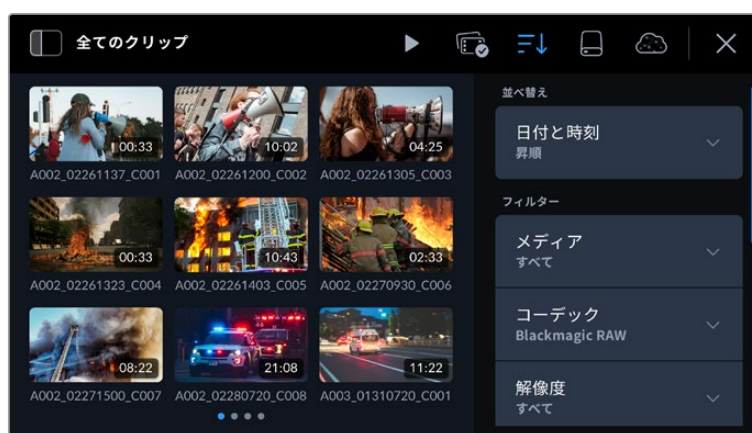 全てのクリップ
00:33
10:02
04:25
A002_02261137_C001
A002_02261200_C002
A002_02261305_C003
00:33
10:43
02:33
A002_02261323_C004
A002_02261403_C005
A002_02270930_C006
08:22
21:08
11:22
A002_02271500_C007
A002_02280720_C008
A003_01310720_C001
並べ替え
日付と時刻
昇順
フィルター
メディア
すべて
コーデック
Blackmagic RAW
解像度
すべて